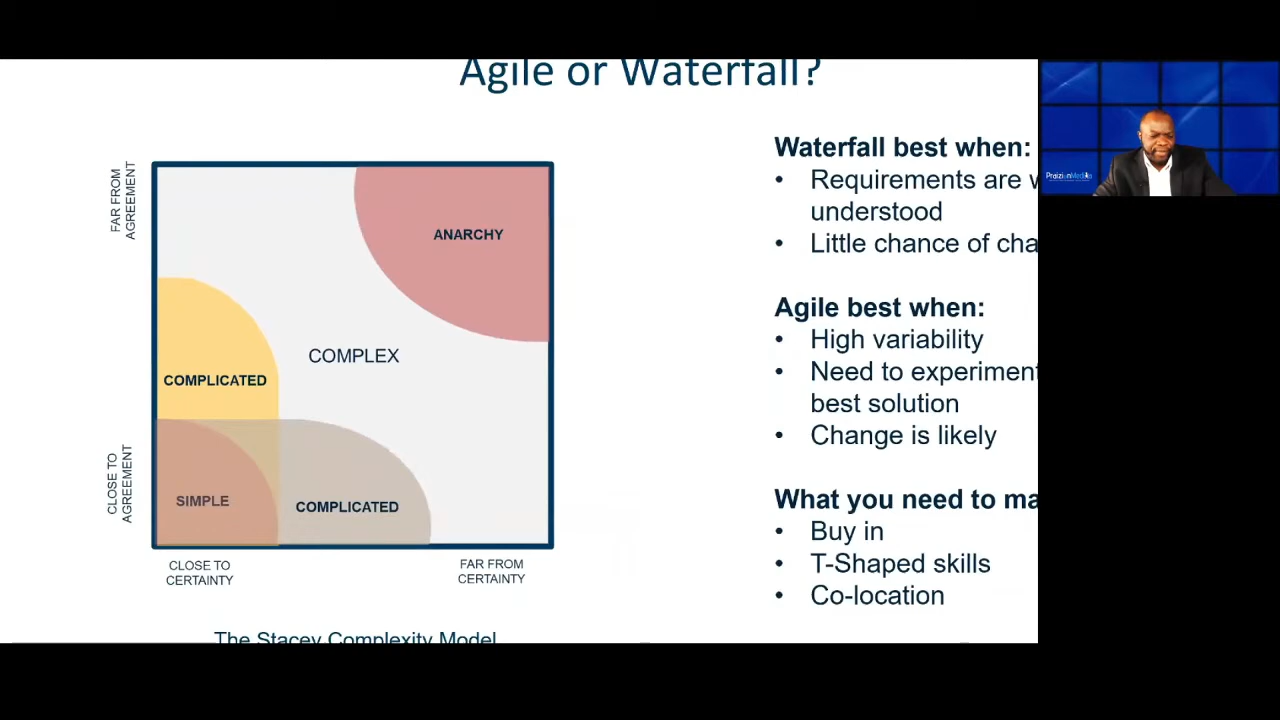 Agile or Waterfall?
FAR FROM
AGREEMENT
CLOSE TO
AGREEMENT
ANARCHY
COMPLEX
COMPLICATED
SIMPLE
COMPLICATED
CLOSE TO
CERTAINTY
FAR FROM
CERTAINTY
The Stacey Complexity Model
Waterfall best when:
• Requirements are
understood
• Little chance of
Agile best when:
• High variability
• Need to experiment
best solution
• Change is likely
What you need to
• Buy in
• T-Shaped skills
• Co-location
PraizionMedia